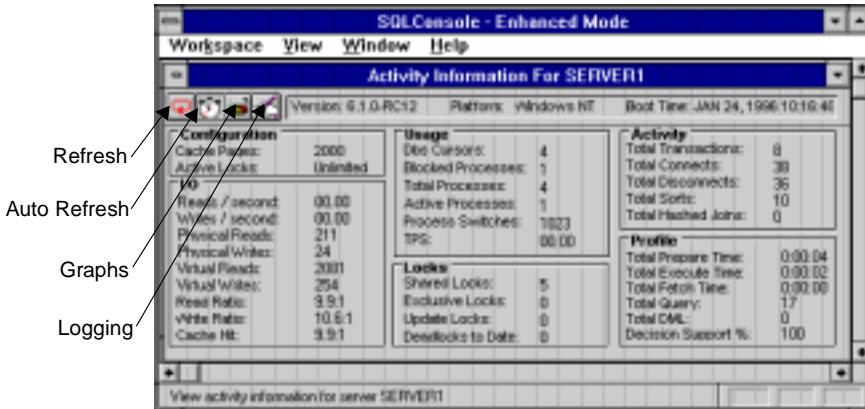 SQLConsole - Enhanced Mode
Workspace View Window Help
Activity Information For SERVER1
Version: 6.1.0-RC12 Platform: Windows NT Boot Time: JAN 24, 1996 10:16:46
Refresh
Auto Refresh
Graphs
Logging
Configuration
Cache Pages: 2000
Active Locks: Unlimited
I/O
Reads / second: 00.00
Writes / second: 00.00
Physical Reads: 211
Physical Writes: 24
Virtual Reads: 2001
Virtual Writes: 254
Read Ratio: 9.9:1
Write Ratio: 10.6:1
Cache Hit: 9.9:1
Usage
Dbs Cursors: 4
Blocked Processes: 1
Total Processes: 4
Active Processes: 1
Process Switches: 1023
TPS: 00.00
Locks
Shared Locks: 5
Exclusive Locks: 0
Update Locks: 0
Deadlocks to Date: 0
Activity
Total Transactions: 8
Total Connects: 38
Total Disconnects: 36
Total Sorts: 10
Total Hashed Joins: 0
Profile
Total Prepare Time: 0:00:04
Total Execute Time: 0:00:02
Total Fetch Time: 0:00:00
Total Query: 17
Total DML: 0
Decision Support %: 100
View activity information for server SERVER1